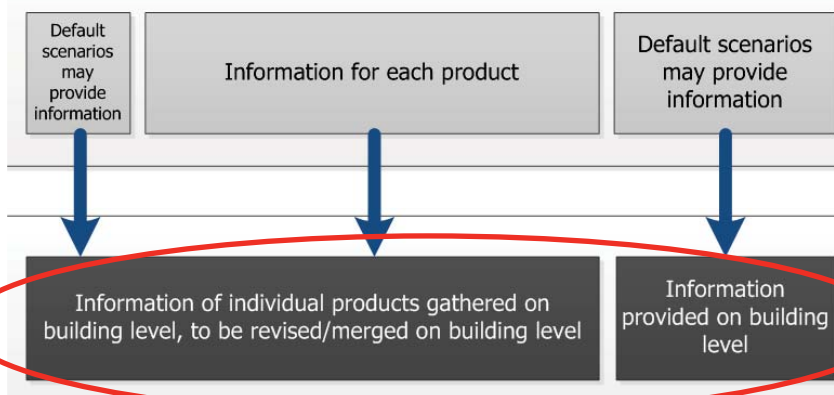 Default
scenarios
may
provide
information
Information for each product
Default scenarios
may provide
information
Information of individual products gathered on
building level, to be revised/merged on building level
Information
provided on building
level